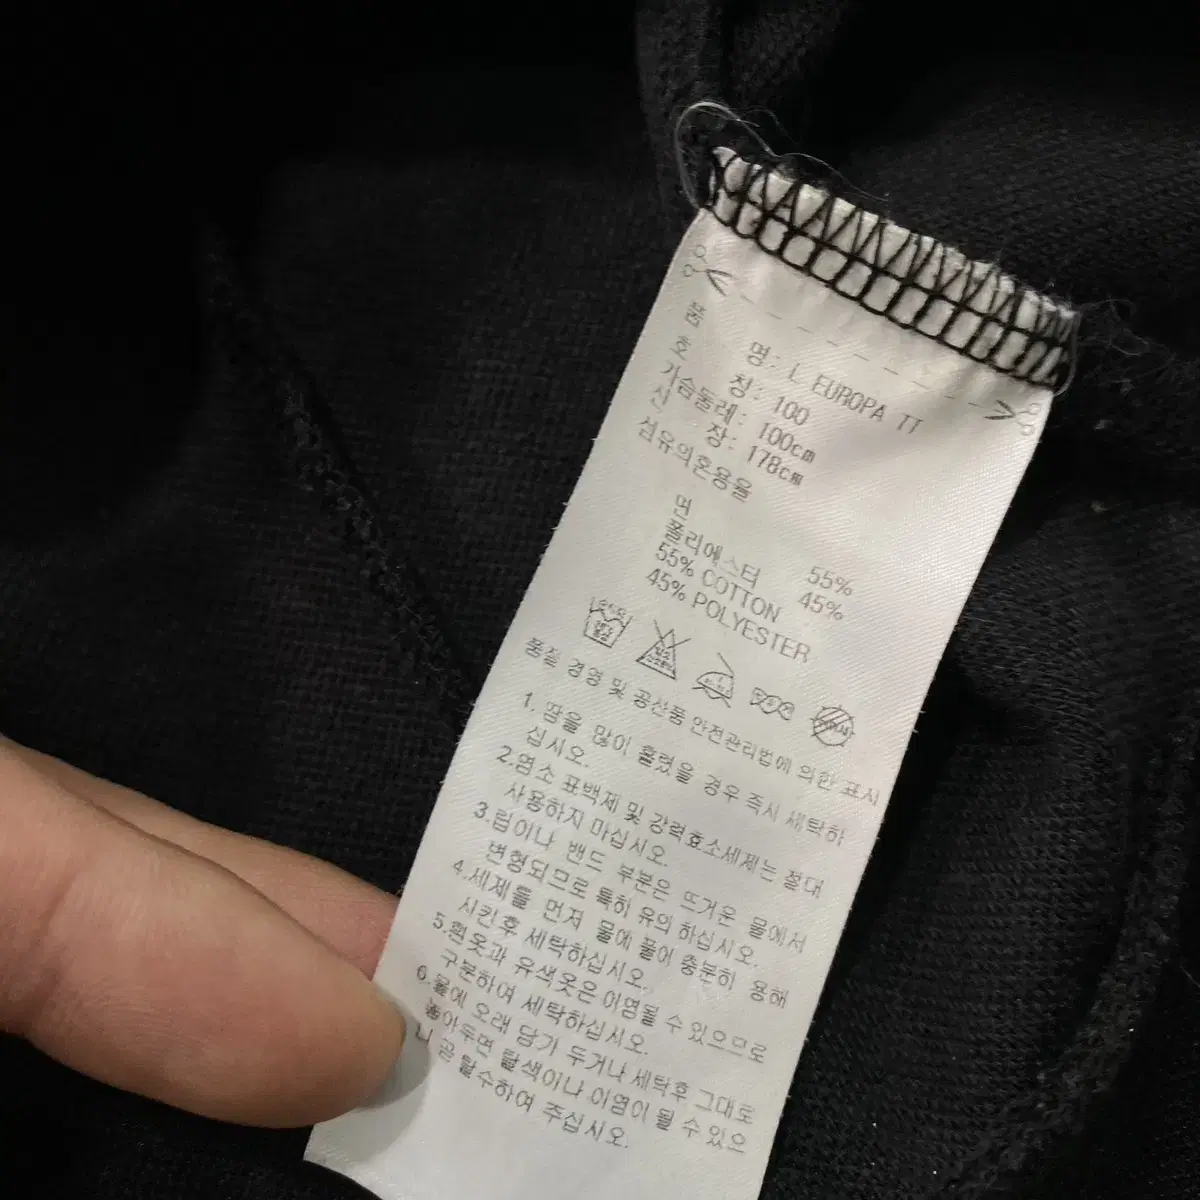 품 명: L EUROPA TT
호 칭: 100
가슴둘레: 100cm
신 장: 178cm
섬유의혼용율
면 55%
폴리에스터 45%
55% COTTON
45% POLYESTER
품질 경영 및 공산품 안전관리법에 의한 표시
1. 땀을 많이 흘렸을 경우 즉시 세탁하
십시오.
2.염소 표백제 및 강력효소세제는 절대
사용하지 마십시오.
3.립이나 밴드 부분은 뜨거운 물에서
변형되므로 특히 유의 하십시오.
4.세제를 먼저 물에 풀어 충분히 용해
시킨후 세탁하십시오.
5.흰옷과 유색옷은 이염될 수 있으므로
구분하여 세탁하십시오.
6.물에 오래 담기 두거나 세탁후 그대로
놓아두면 탈색이나 이염이 될 수 있으
니 곧 탈수하여 주십시오.